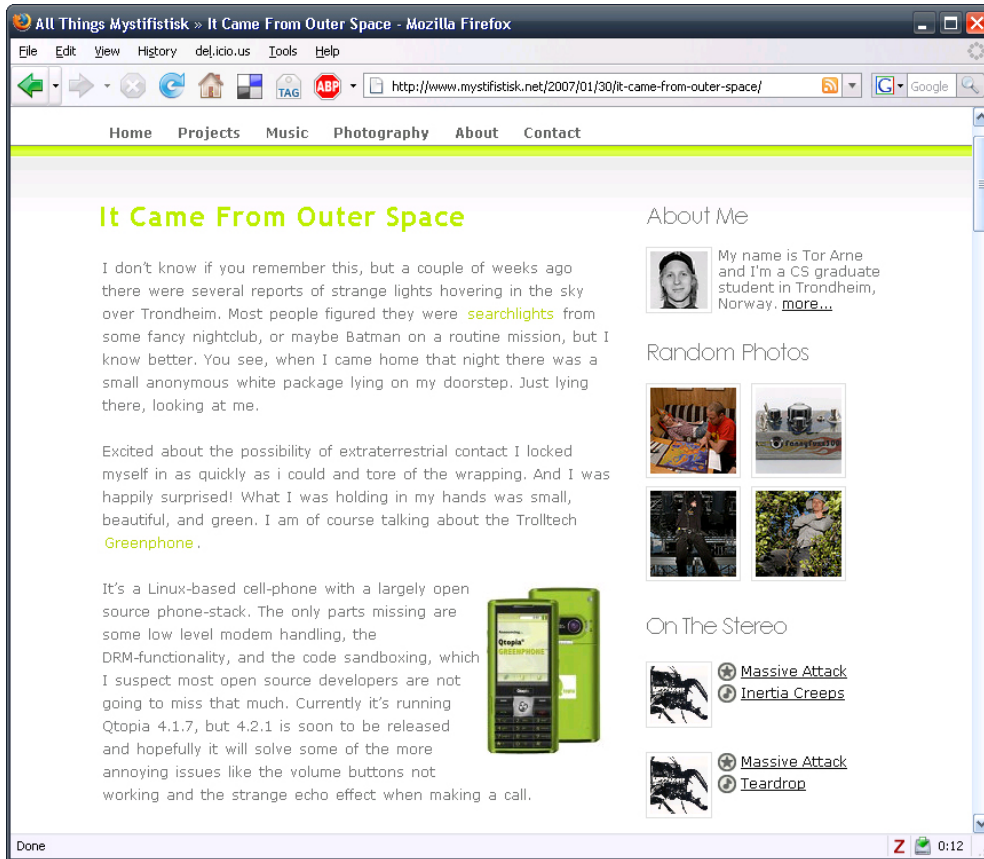 All Things Mystifistisk » It Came From Outer Space - Mozilla Firefox
File Edit View History del.icio.us Tools Help
TAG ABP http://www.mystifistisk.net/2007/01/30/it-came-from-outer-space/ G Google
Home Projects Music Photography About Contact
It Came From Outer Space
I don't know if you remember this, but a couple of weeks ago
there were several reports of strange lights hovering in the sky
over Trondheim. Most people figured they were searchlights from
some fancy nightclub, or maybe Batman on a routine mission, but I
know better. You see, when I came home that night there was a
small anonymous white package lying on my doorstep. Just lying
there, looking at me.
Excited about the possibility of extraterrestrial contact I locked
myself in as quickly as i could and tore of the wrapping. And I was
happily surprised! What I was holding in my hands was small,
beautiful, and green. I am of course talking about the Trolltech
Greenphone.
It's a Linux-based cell-phone with a largely open
source phone-stack. The only parts missing are
some low level modem handling, the
DRM-functionality, and the code sandboxing, which
I suspect most open source developers are not
going to miss that much. Currently it's running
Qtopia 4.1.7, but 4.2.1 is soon to be released
and hopefully it will solve some of the more
annoying issues like the volume buttons not
working and the strange echo effect when making a call.
Qtopia
GREENPHONE
About Me
My name is Tor Arne
and I'm a CS graduate
student in Trondheim,
Norway. more...
Random Photos
On The Stereo
Massive Attack
Inertia Creeps
Massive Attack
Teardrop
Done Z 0:12